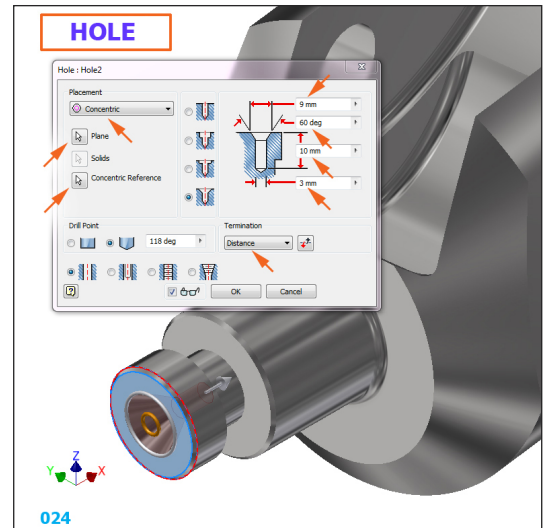 HOLE
Hole : Hole2
Placement
Concentric
Plane
Solids
Concentric Reference
9 mm
60 deg
10 mm
3 mm
Drill Point
118 deg
Termination
Distance
OK
Cancel
Z
Y
X
024